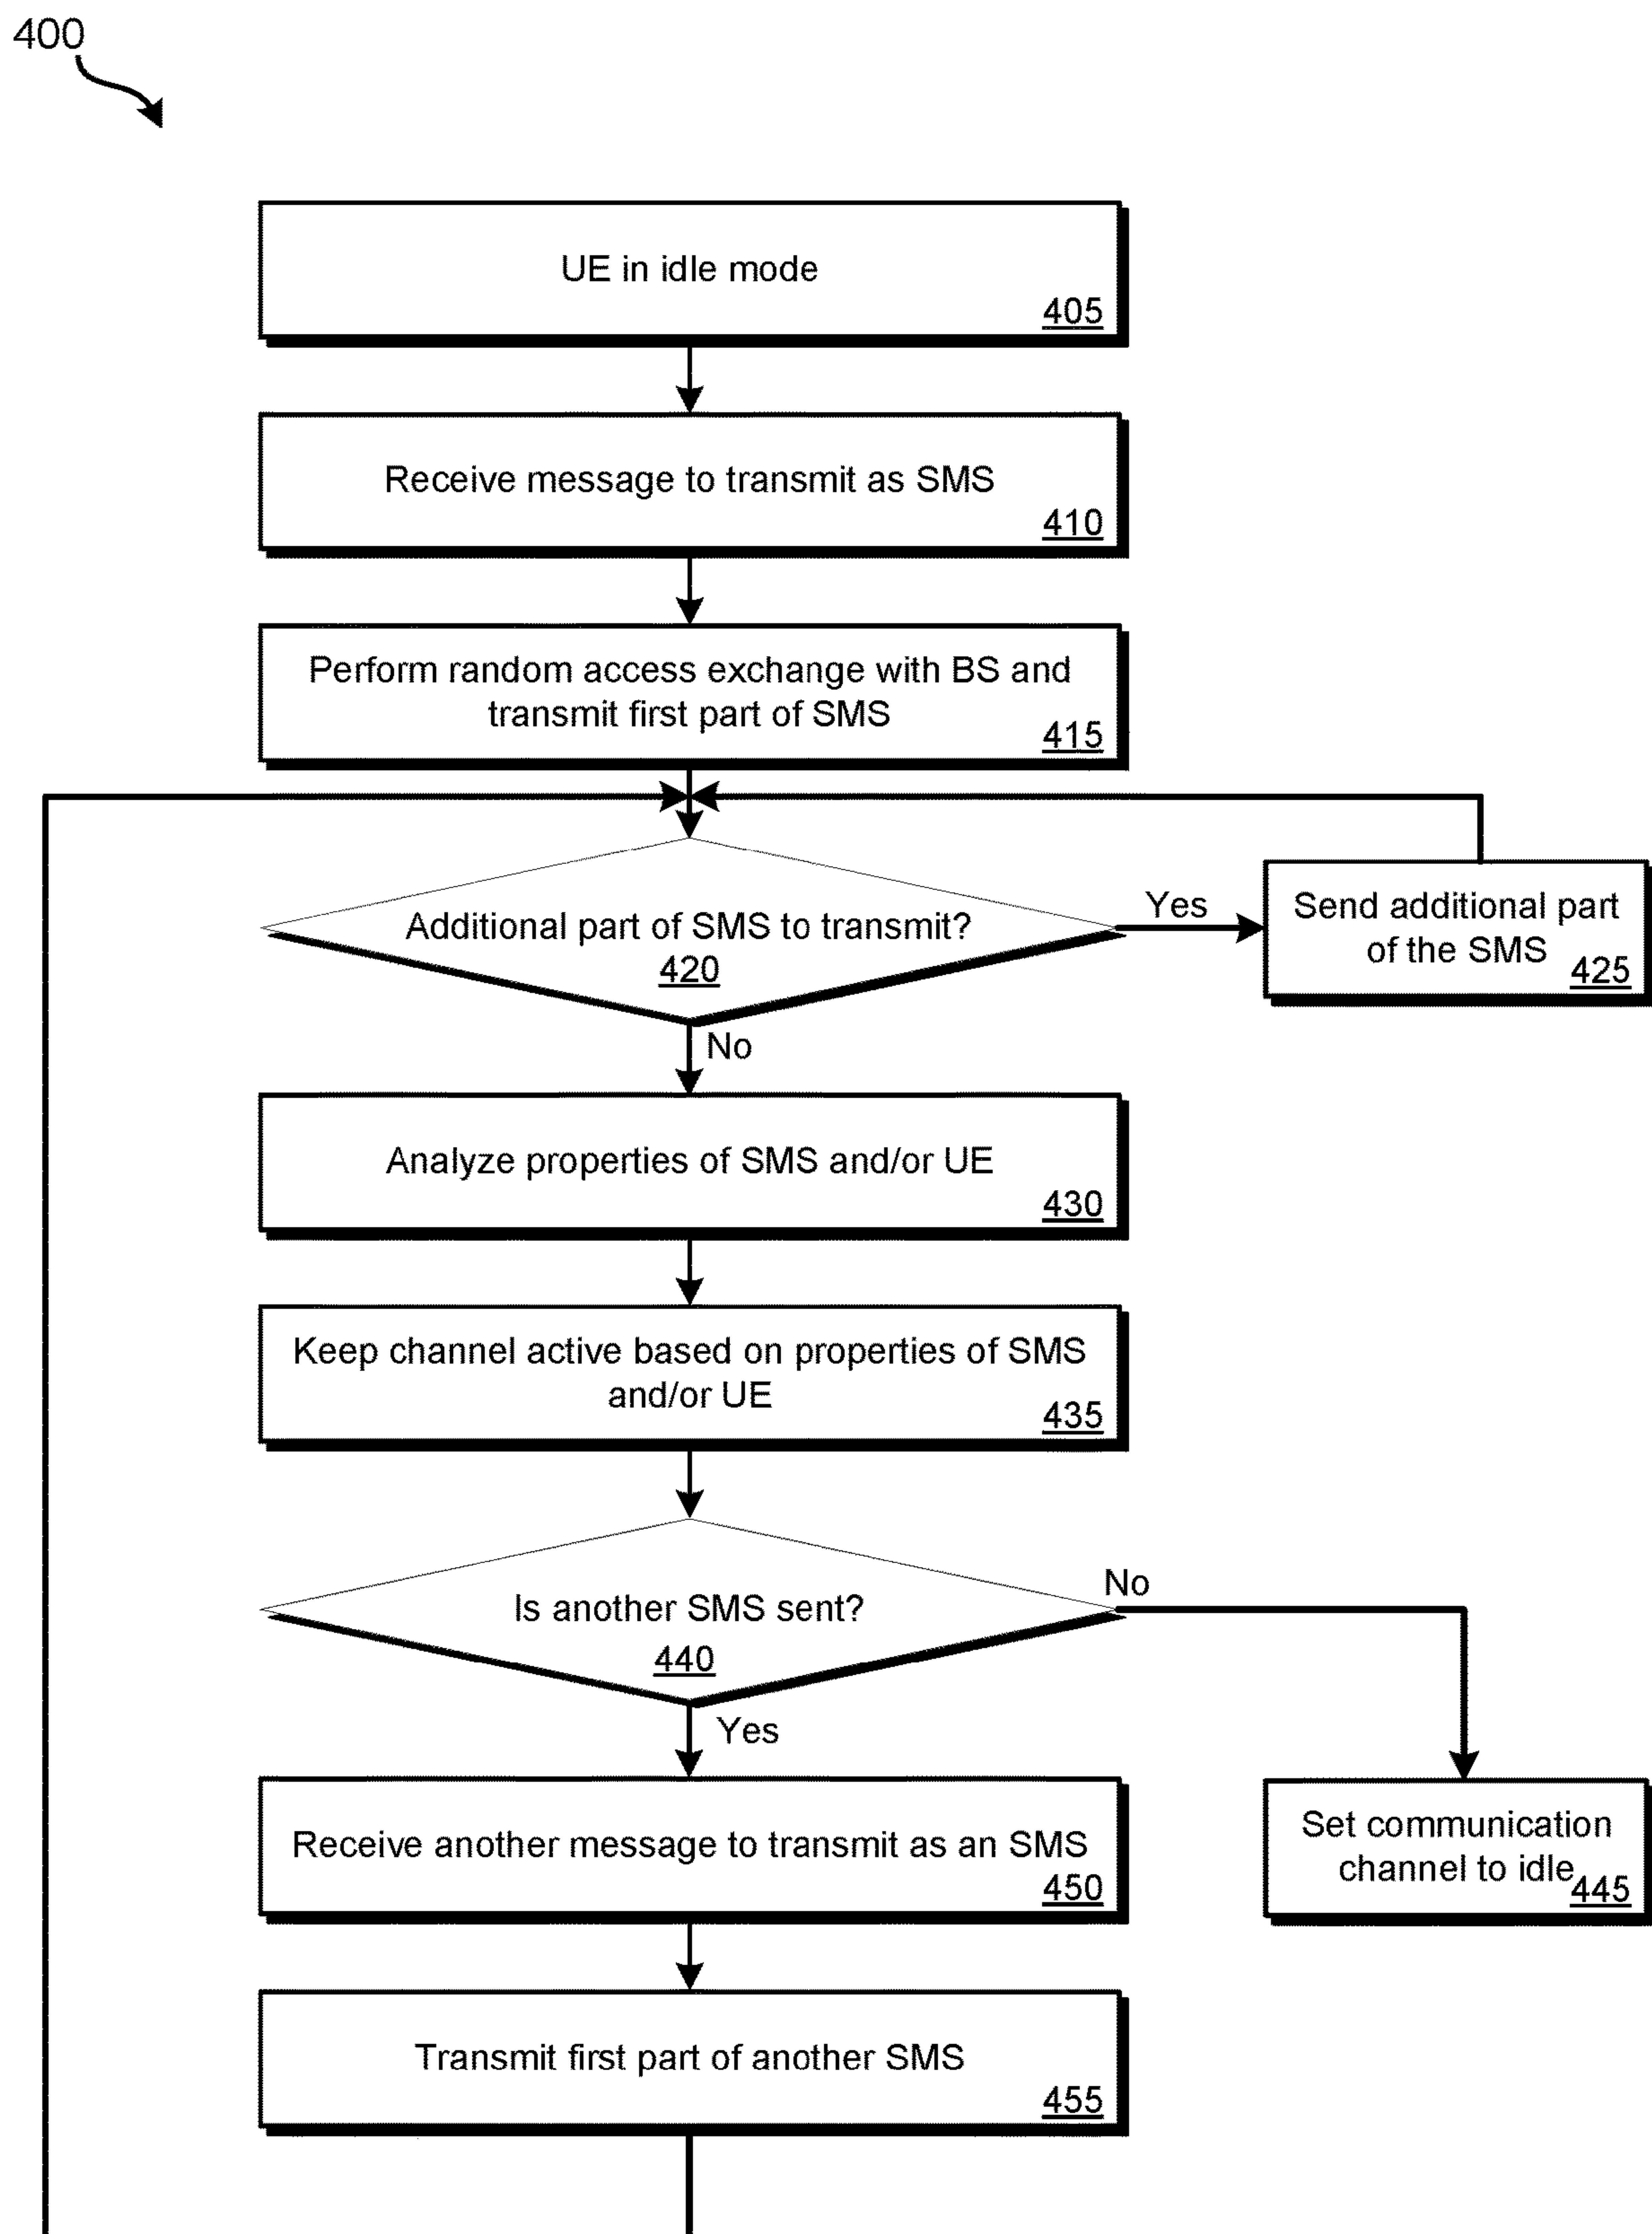 400
UE in idle mode
405
Receive message to transmit as SMS
410
Perform random access exchange with BS and
transmit first part of SMS
415
Additional part of SMS to transmit?
420
Yes
Send additional part
of the SMS
425
No
Analyze properties of SMS and/or UE
430
Keep channel active based on properties of SMS
and/or UE
435
Is another SMS sent?
440
No
Yes
Set communication
channel to idle
445
Receive another message to transmit as an SMS
450
Transmit first part of another SMS
455